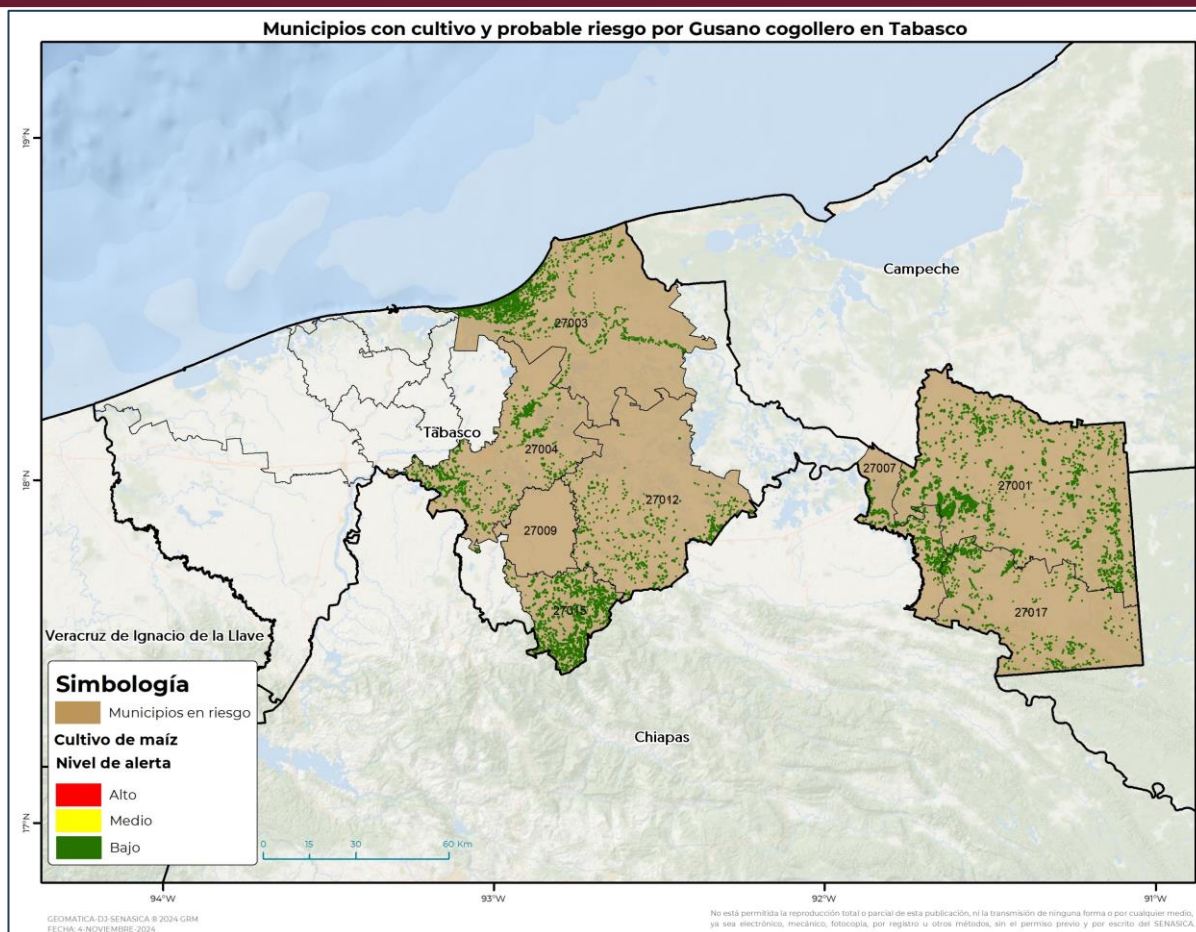 Municipios con cultivo y probable riesgo por Gusano cogollero en Tabasco
19°N
18°N
17°N
Campeche
27003
Tabasco
27004
27007
27001
27012
27009
27015
27017
Veracruz de Ignacio de la Llave
Chiapas
Simbología
Municipios en riesgo
Cultivo de maíz
Nivel de alerta
Alto
Medio
Bajo
0 15 30 60 Km
94°W 93°W 92°W 91°W
GEOMATICA-DJ-SENASICA ® 2024 GRM
FECHA: 4-NOVIEMBRE-2024
No está permitida la reproducción total o parcial de esta publicación, ni la transmisión de ninguna forma o por cualquier medio,
ya sea electrónico, mecánico, fotocopia, por registro u otros métodos, sin el permiso previo y por escrito del SENASICA.